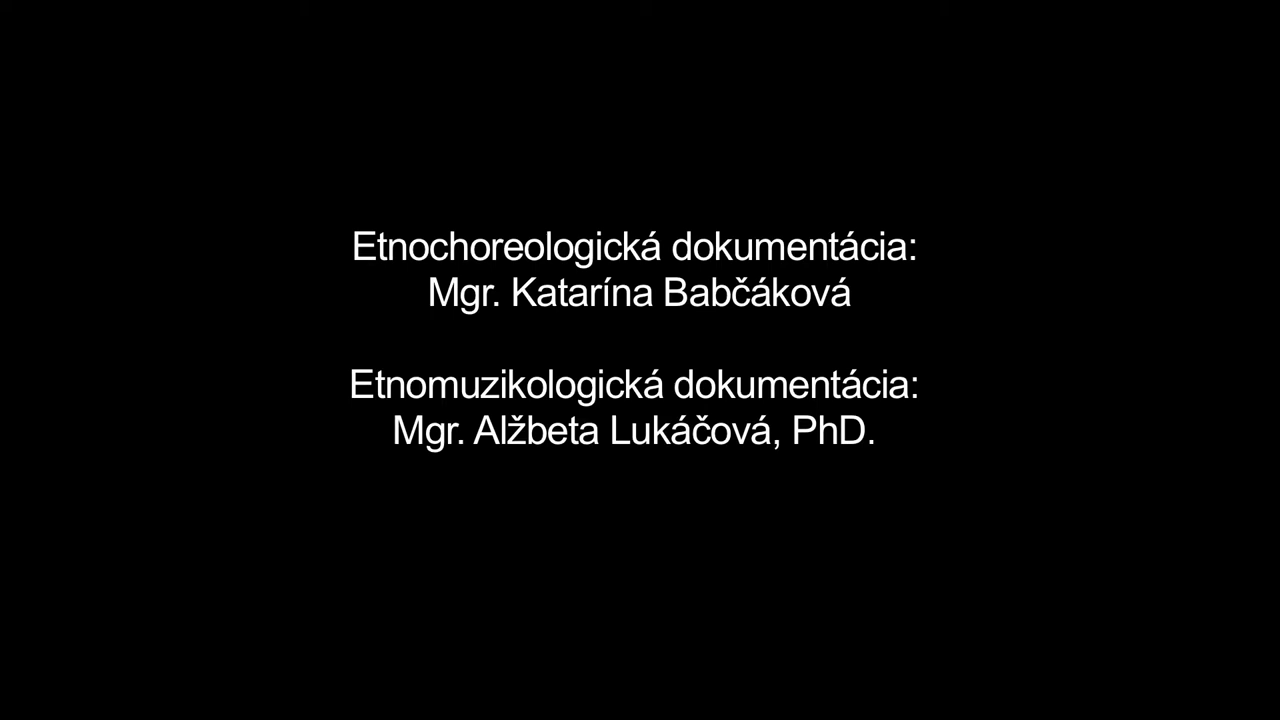 Etnochoreologická dokumentácia:
Mgr. Katarína Babčáková
Etnomuzikologická dokumentácia:
Mgr. Alžbeta Lukáčová, PhD.